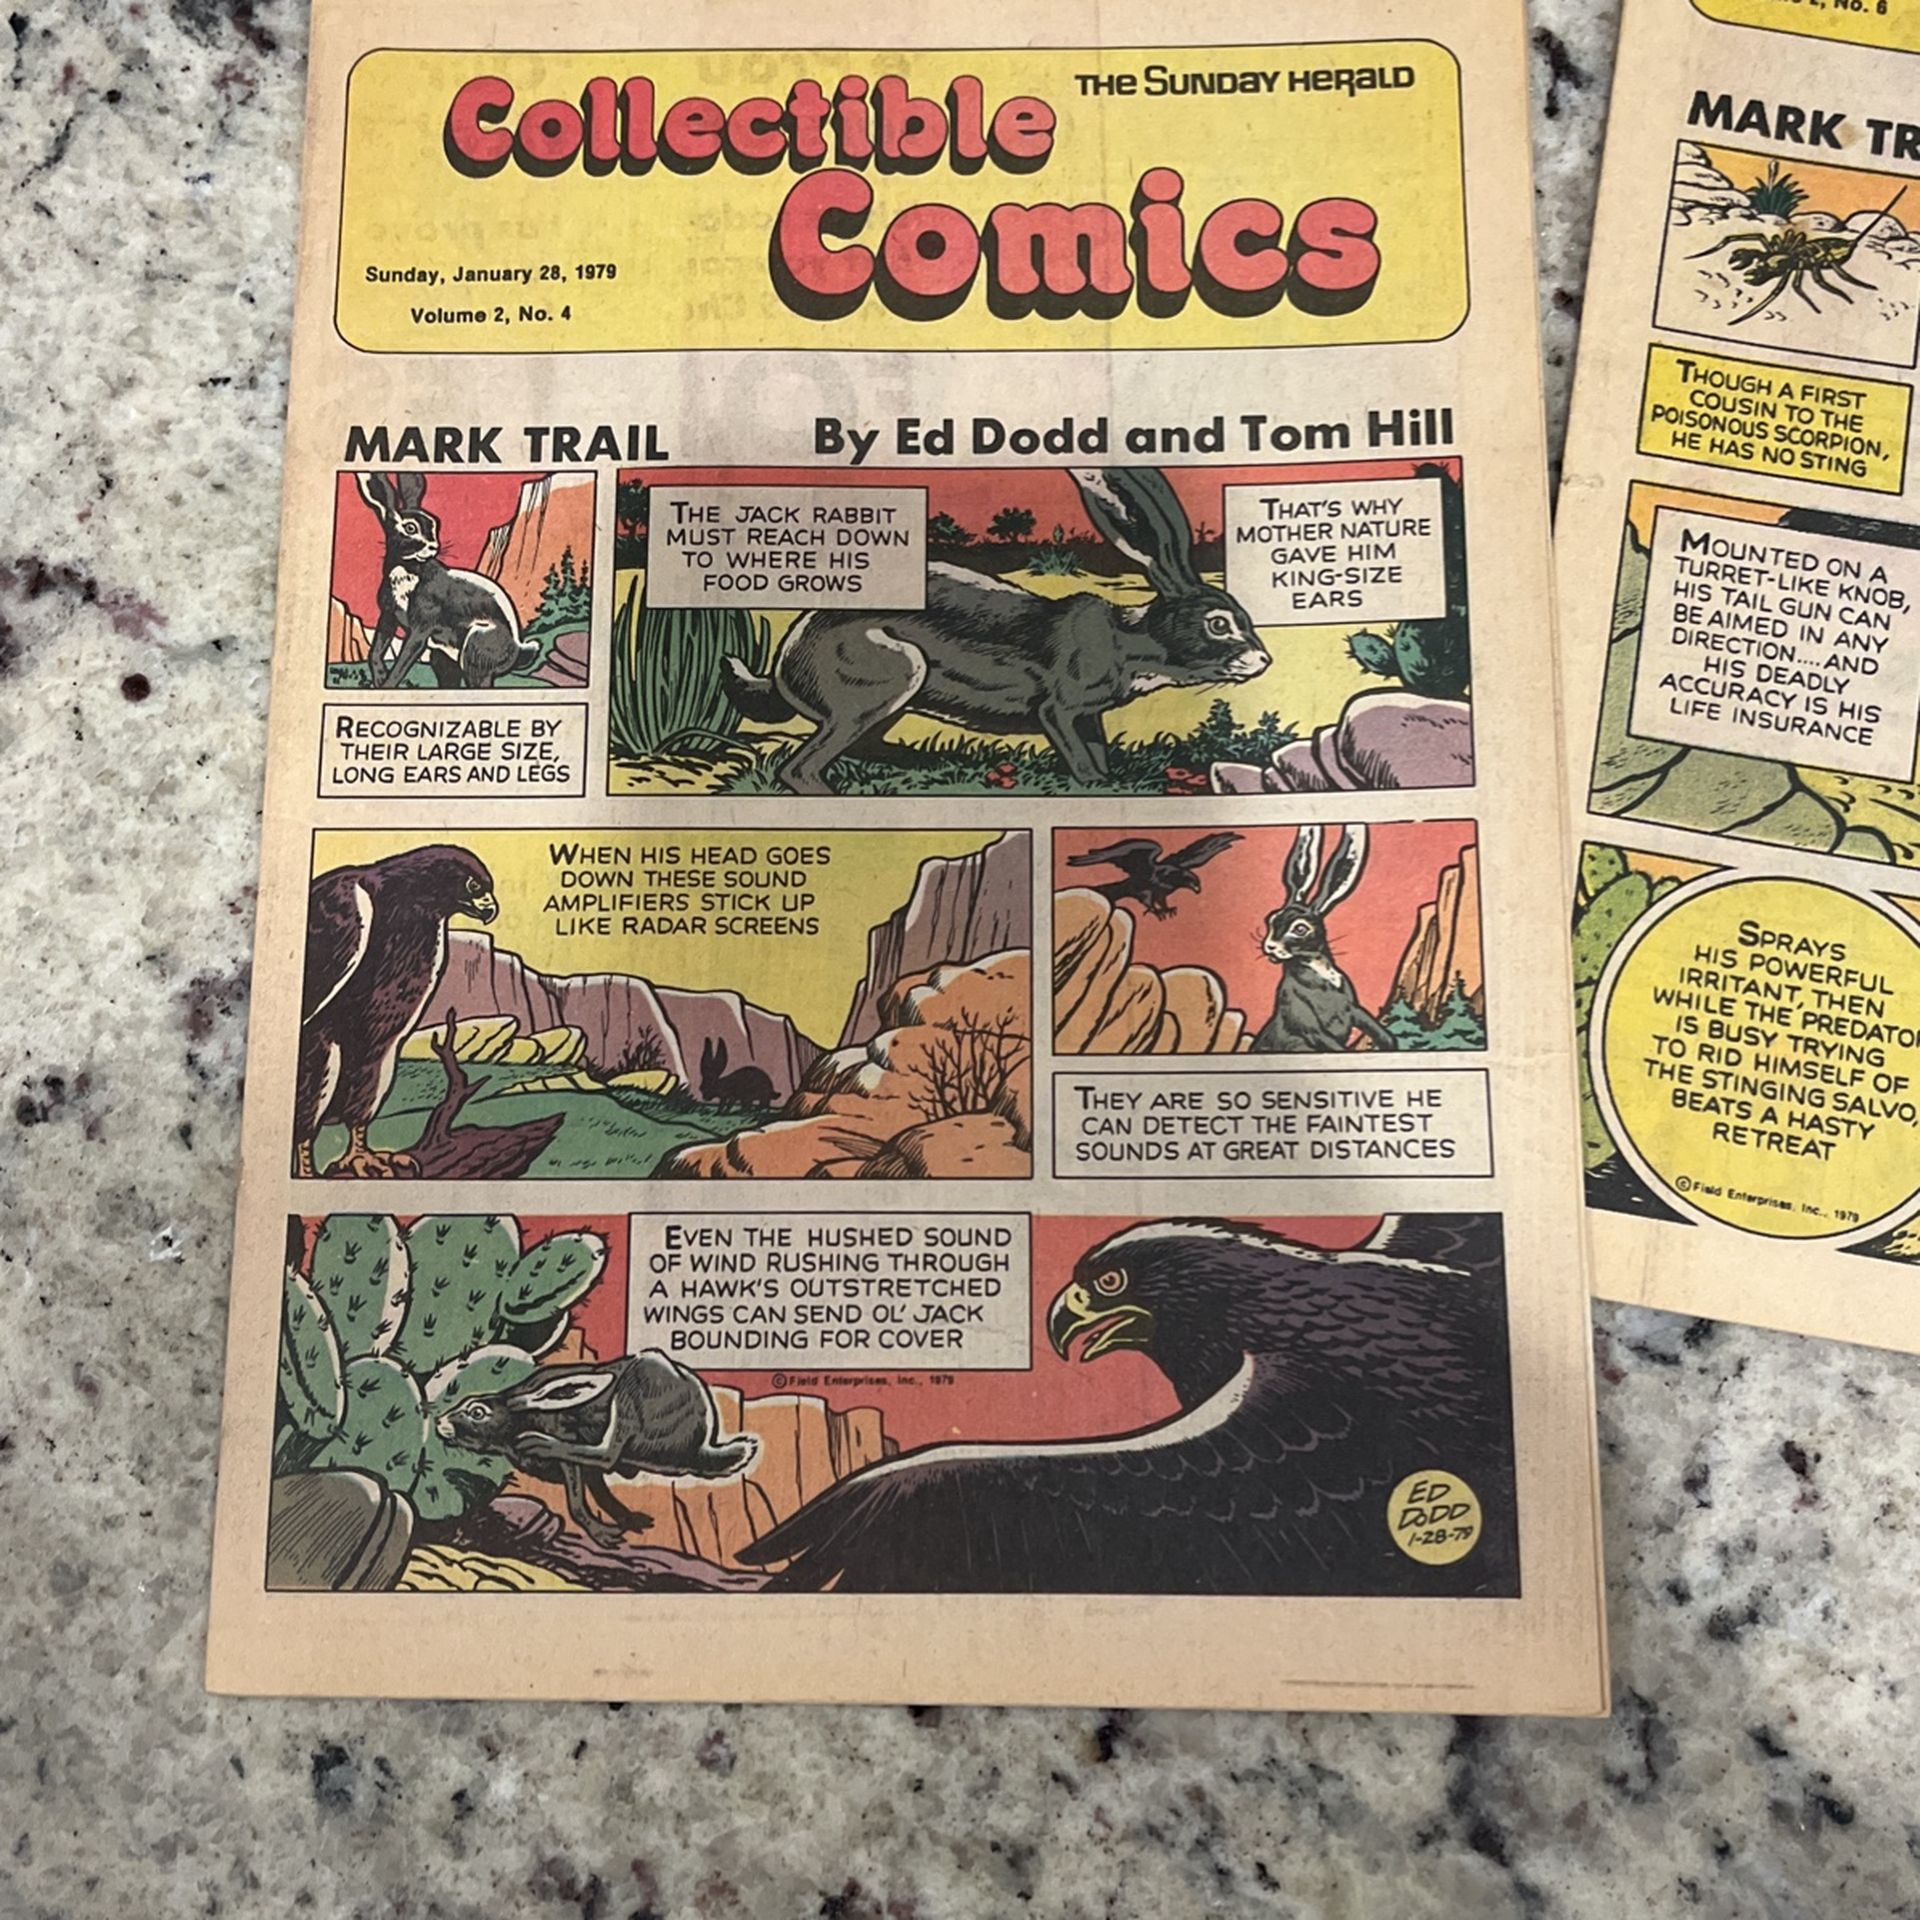 THE SUNDAY HERALD
Collectible
Comics
Sunday, January 28, 1979
Volume 2, No. 4
MARK TRAIL
By Ed Dodd and Tom Hill
RECOGNIZABLE BY
THEIR LARGE SIZE,
LONG EARS AND LEGS
THE JACK RABBIT
MUST REACH DOWN
TO WHERE HIS
FOOD GROWS
THAT'S WHY
MOTHER NATURE
GAVE HIM
KING-SIZE
EARS
WHEN HIS HEAD GOES
DOWN THESE SOUND
AMPLIFIERS STICK UP
LIKE RADAR SCREENS
THEY ARE SO SENSITIVE HE
CAN DETECT THE FAINTEST
SOUNDS AT GREAT DISTANCES
EVEN THE HUSHED SOUND
OF WIND RUSHING THROUGH
A HAWK'S OUTSTRETCHED
WINGS CAN SEND OL' JACK
BOUNDING FOR COVER
©Field Enterprises, Inc., 1979
ED
DODD
1-28-79
No. 6
MARK TR
THOUGH A FIRST
COUSIN TO THE
POISONOUS SCORPION,
HE HAS NO STING
MOUNTED ON A
TURRET-LIKE KNOB,
HIS TAIL GUN CAN
BE AIMED IN ANY
DIRECTION.... AND
HIS DEADLY
ACCURACY IS HIS
LIFE INSURANCE
SPRAYS
HIS POWERFUL
IRRITANT, THEN
WHILE THE PREDATOR
IS BUSY TRYING
TO RID HIMSELF OF
THE STINGING SALVO,
BEATS A HASTY
RETREAT
©Field Enterprises, Inc., 1979